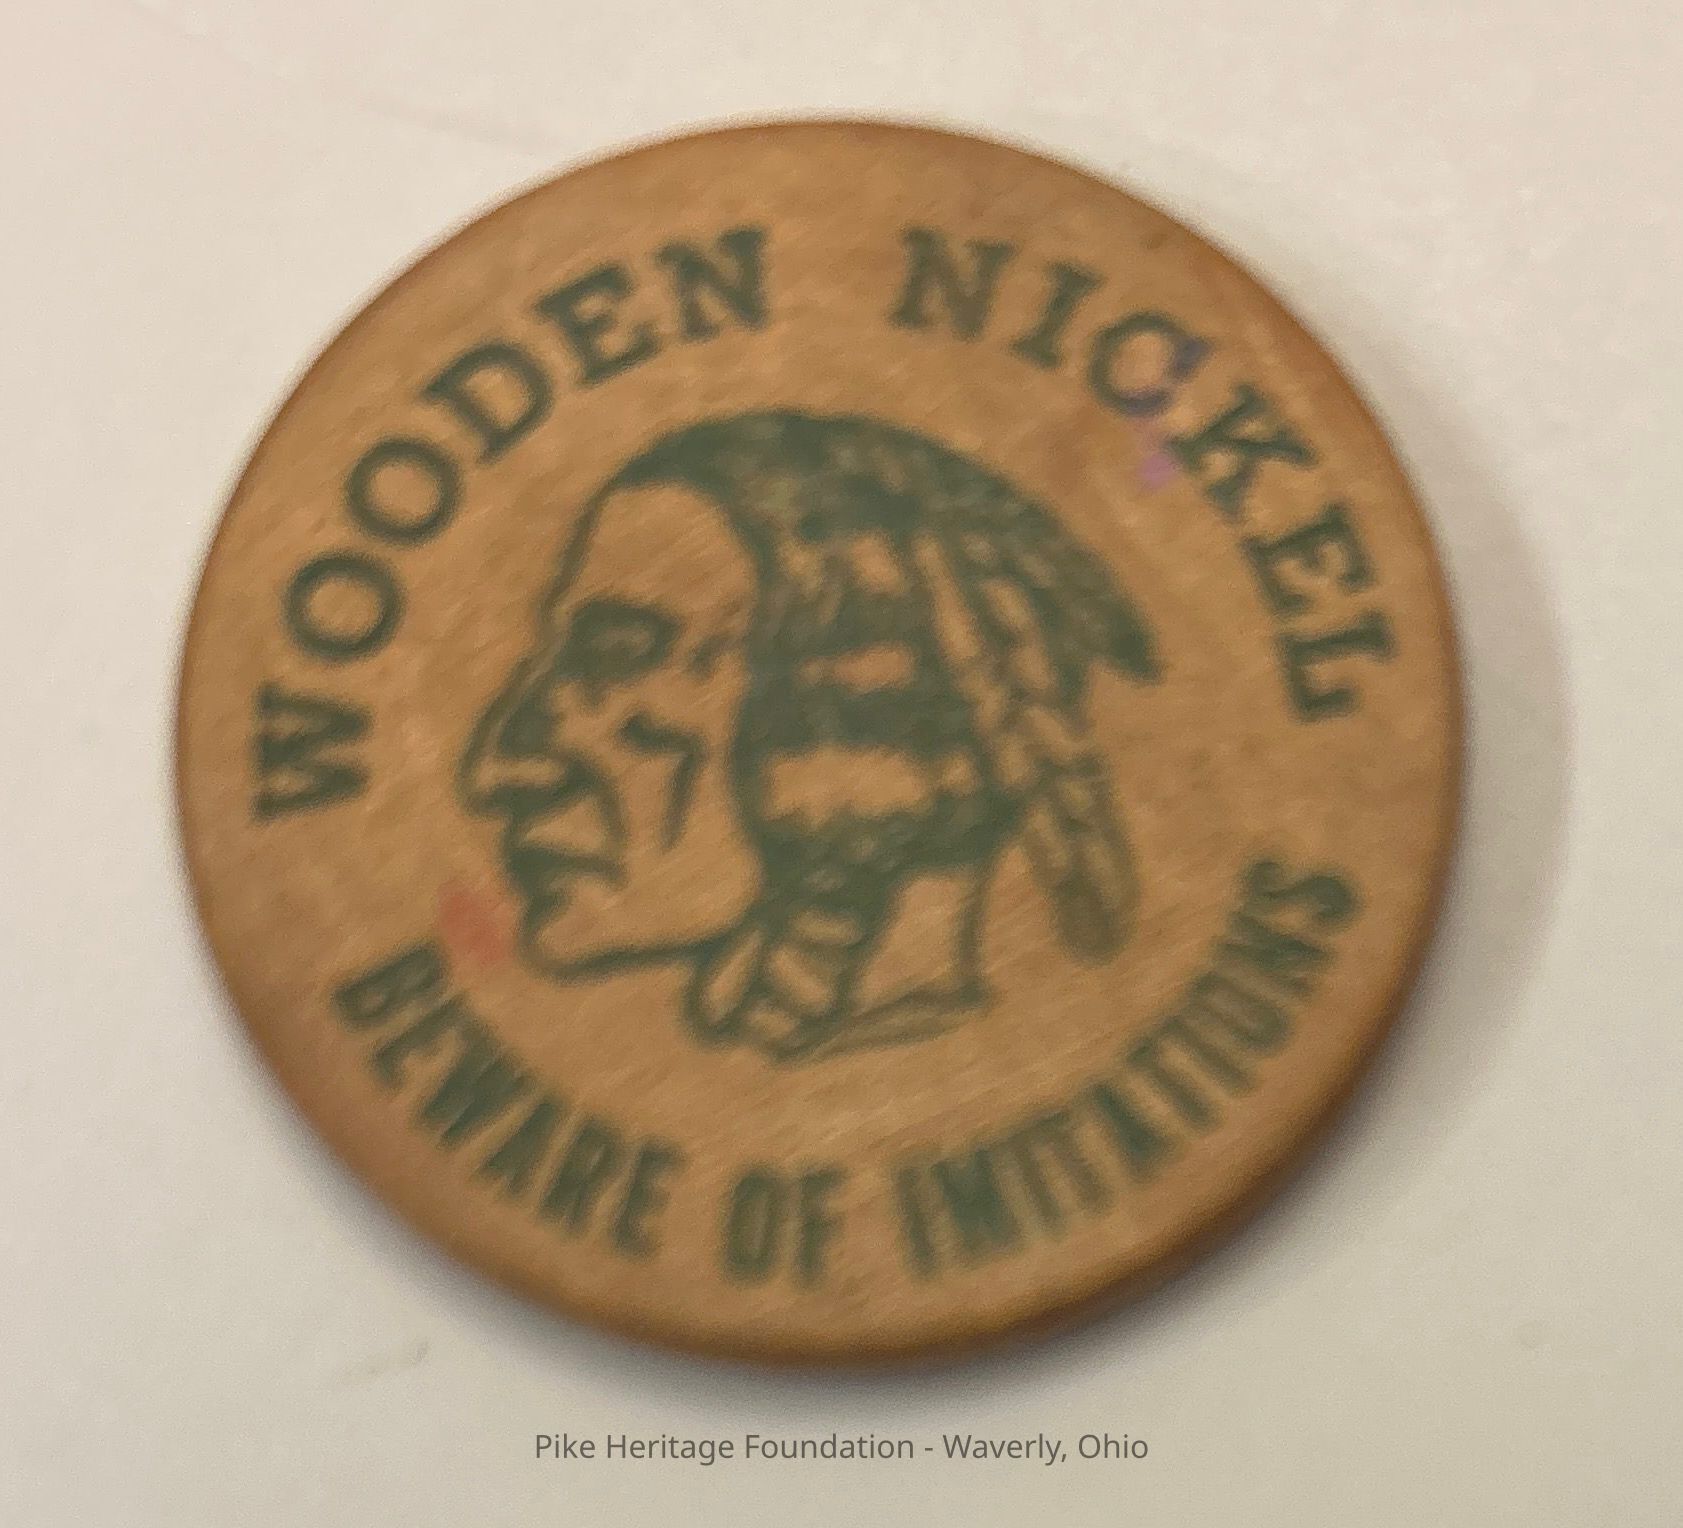 WOODEN NICKEL
BEWARE OF IMITATIONS
Pike Heritage Foundation - Waverly, Ohio